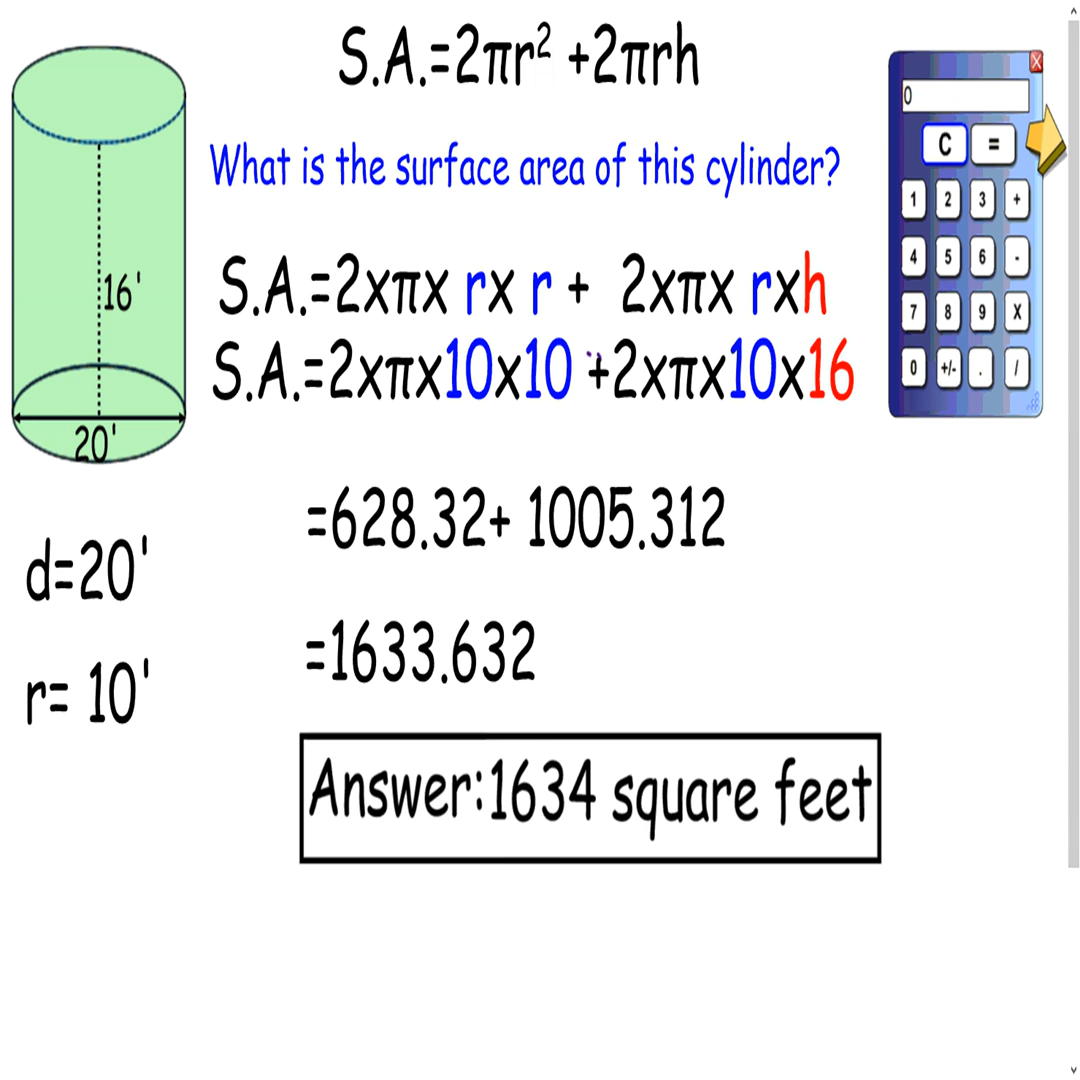 S.A.=2πr² +2πrh
What is the surface area of this cylinder?
16'
20'
S.A.=2xπx rx r + 2xπx rxh
S.A.=2xπx10x10 +2xπx10x16
=628.32+ 1005.312
d=20'
=1633.632
r= 10'
Answer:1634 square feet
X
0
C =
1 2 3 +
4 5 6 -
7 8 9 X
0 +/- . /